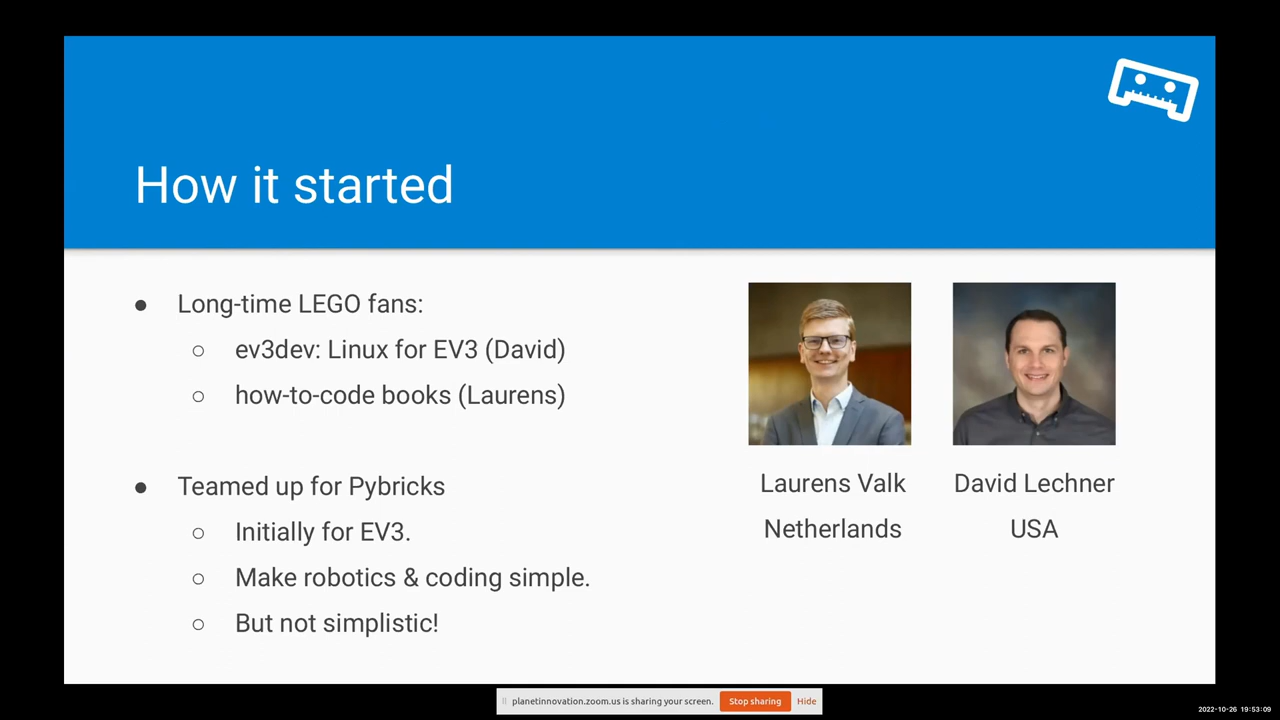 How it started
● Long-time LEGO fans:
○ ev3dev: Linux for EV3 (David)
○ how-to-code books (Laurens)
● Teamed up for Pybricks
○ Initially for EV3.
○ Make robotics & coding simple.
○ But not simplistic!
Laurens Valk
Netherlands
David Lechner
USA
planetinnovation.zoom.us is sharing your screen. Stop sharing Hide
2022-10-26 19:53:09